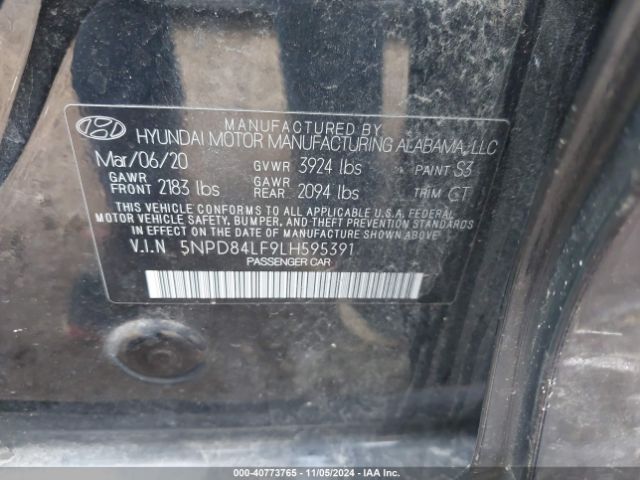 MANUFACTURED BY
HYUNDAI MOTOR MANUFACTURING ALABAMA, LLC
Mar/06/20 GVWR 3924 lbs PAINT S3
GAWR FRONT 2183 lbs GAWR REAR 2094 lbs TRIM CT
THIS VEHICLE CONFORMS TO ALL APPLICABLE U.S.A. FEDERAL
MOTOR VEHICLE SAFETY, BUMPER, AND THEFT PREVENTION
STANDARDS IN EFFECT ON THE DATE OF MANUFACTURE SHOWN ABOVE.
V.I.N 5NPD84LF9LH595391
PASSENGER CAR
000-40773765 - 11/05/2024 - IAA Inc.